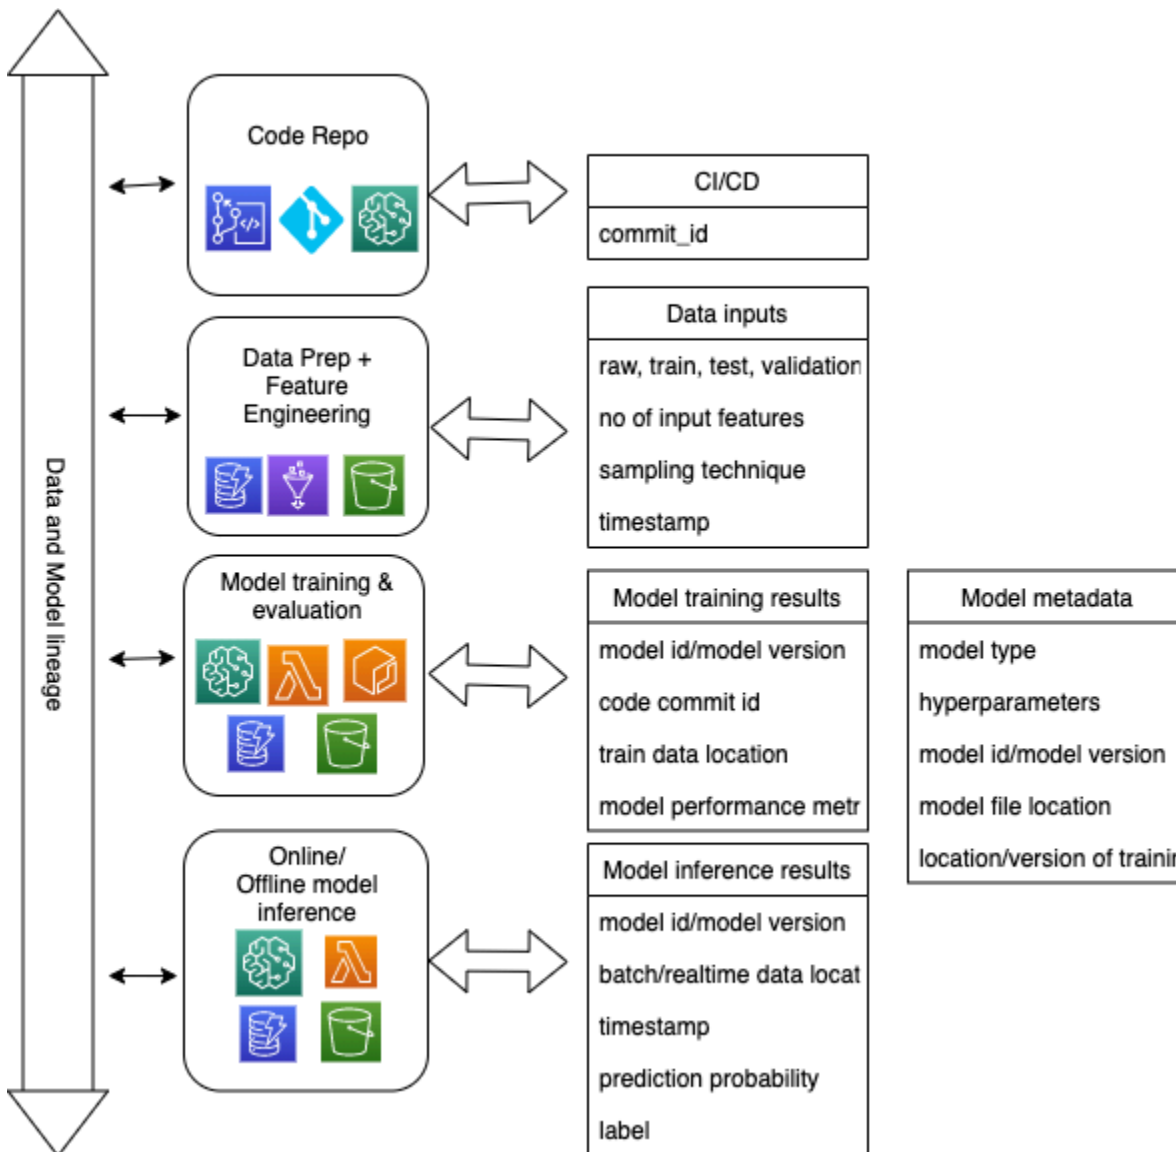 Data and Model lineage
Code Repo
CI/CD
commit_id
Data Prep +
Feature
Engineering
Data inputs
raw, train, test, validation
no of input features
sampling technique
timestamp
Model training &
evaluation
Model training results
model id/model version
code commit id
train data location
model performance metr
Model metadata
model type
hyperparameters
model id/model version
model file location
location/version of trainin
Online/
Offline model
inference
Model inference results
model id/model version
batch/realtime data locat
timestamp
prediction probability
label